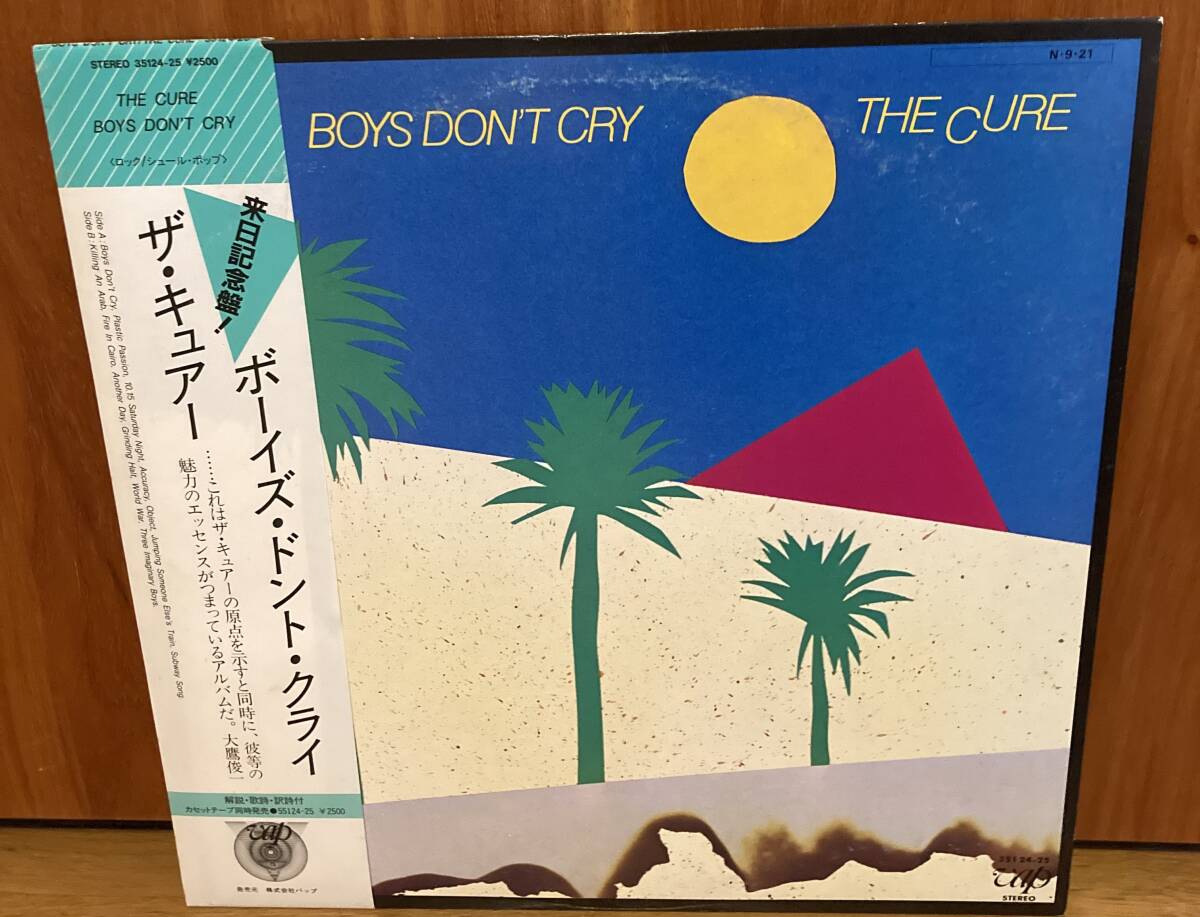 BOYS DON'T CRY THE CURE
STEREO 35124-25 ¥2500
THE CURE
BOYS DON'T CRY
〈ロック/シュール・ポップ〉
来日記念盤!
ボーイズ・ドント・クライ
ザ・キュアー
……これはザ・キュアーの原点を示すと同時に、彼等の
魅力のエッセンスがつまっているアルバムだ。大鷹俊一
Side A: Boys Don't Cry, Plastic Passion, 10.15 Saturday Night, Accuracy, Object, Jumping Someone Else's Train, Subway Song
Side B: Killing An Arab, Fire In Cairo, Another Day, Grinding Halt, World War, Three Imaginary Boys.
解説・歌詩・訳詩付
カセットテープ同時発売●55124-25 ¥2500
vap
発売元 株式会社バップ
N・9・21
BOYS DON'T CRY
THE CURE
35124-25
vap
STEREO